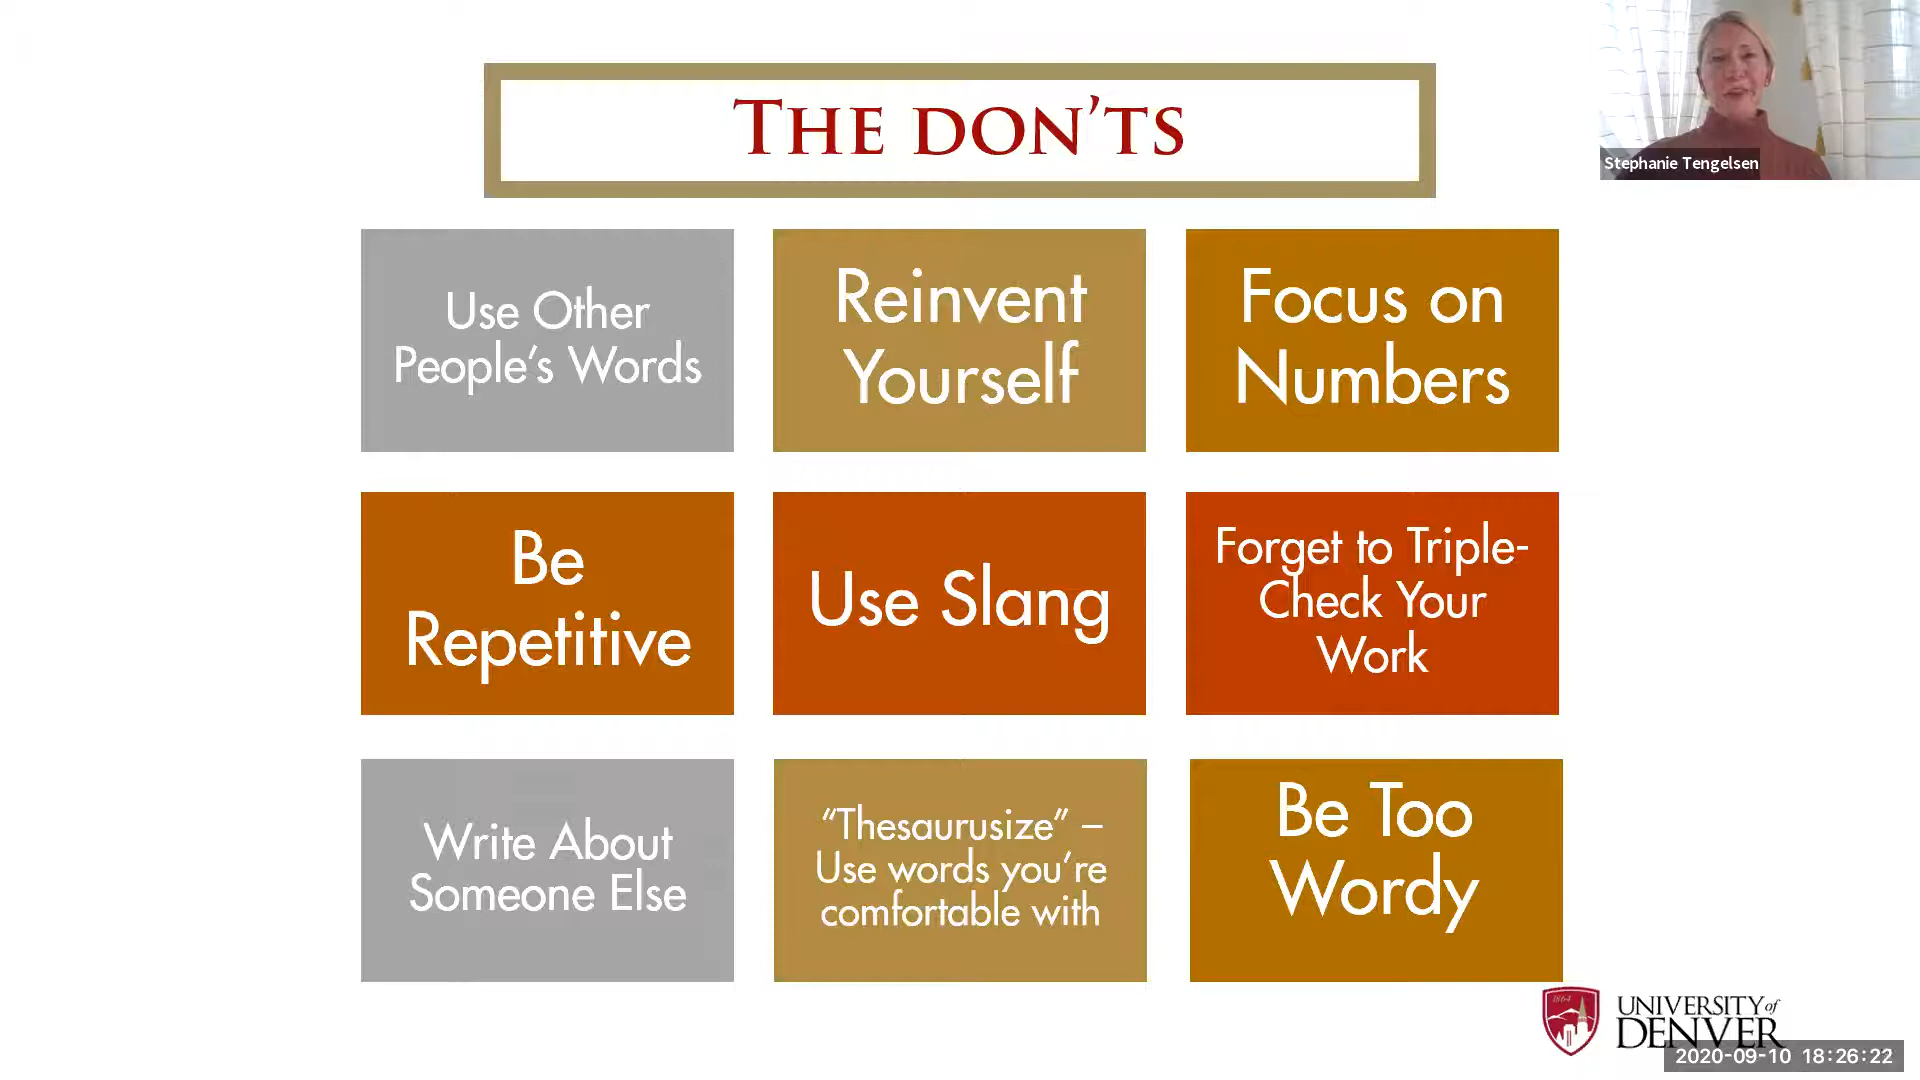 THE DON'TS
Stephanie Tengelsen
Use Other
People's Words
Reinvent
Yourself
Focus on
Numbers
Be
Repetitive
Use Slang
Forget to Triple-
Check Your
Work
Write About
Someone Else
“Thesaurusize” –
Use words you're
comfortable with
Be Too
Wordy
1864
UNIVERSITY of
DENVER
2020-09-10 18:26:22